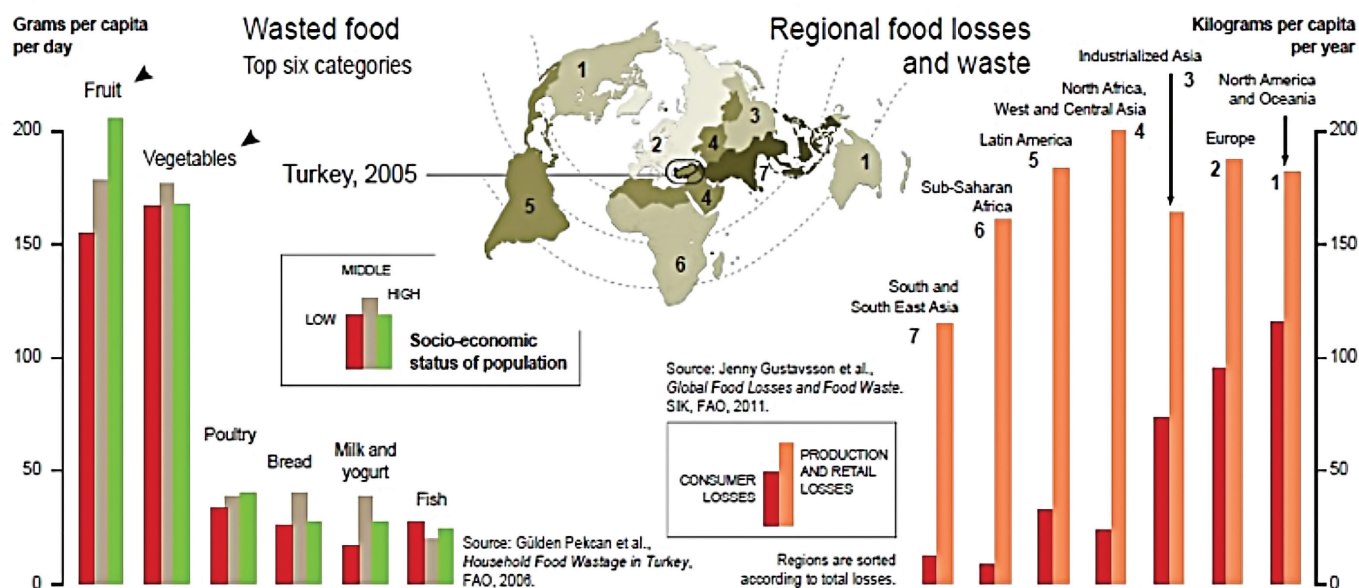 Grams per capita
per day
Wasted food
Top six categories
Fruit
Vegetables
200
150
100
50
0
Turkey, 2005
MIDDLE
HIGH
LOW
Socio-economic
status of population
Poultry
Bread
Milk and
yogurt
Fish
Source: Gülden Pekcan et al.,
Household Food Wastage in Turkey,
FAO, 2006.
1
2
3
4
4
5
6
7
1
Regional food losses
and waste
Kilograms per capita
per year
South and
South East Asia
7
Sub-Saharan
Africa
6
Latin America
5
North Africa,
West and Central Asia
4
Industrialized Asia
3
Europe
2
North America
and Oceania
1
200
150
100
50
0
Source: Jenny Gustavsson et al.,
Global Food Losses and Food Waste.
SIK, FAO, 2011.
CONSUMER
LOSSES
PRODUCTION
AND RETAIL
LOSSES
Regions are sorted
according to total losses.